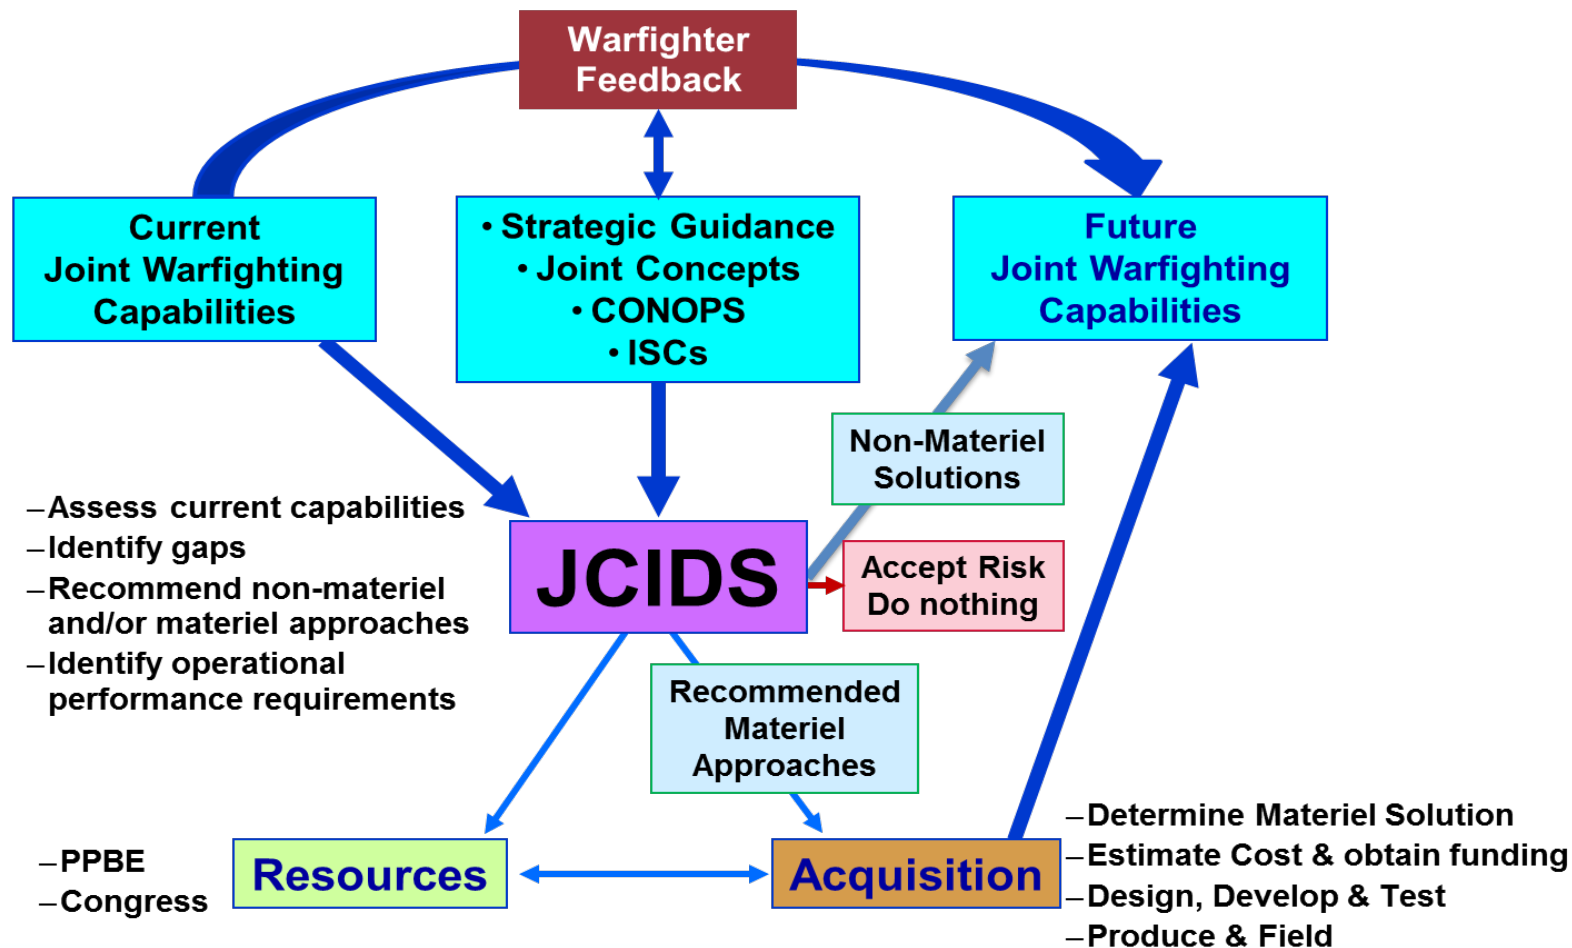 Warfighter
Feedback
Current
Joint Warfighting
Capabilities
• Strategic Guidance
• Joint Concepts
• CONOPS
• ISCs
Future
Joint Warfighting
Capabilities
Non-Materiel
Solutions
– Assess current capabilities
– Identify gaps
– Recommend non-materiel
and/or materiel approaches
– Identify operational
performance requirements
JCIDS
Accept Risk
Do nothing
Recommended
Materiel
Approaches
– PPBE
– Congress
Resources
Acquisition
– Determine Materiel Solution
– Estimate Cost & obtain funding
– Design, Develop & Test
– Produce & Field